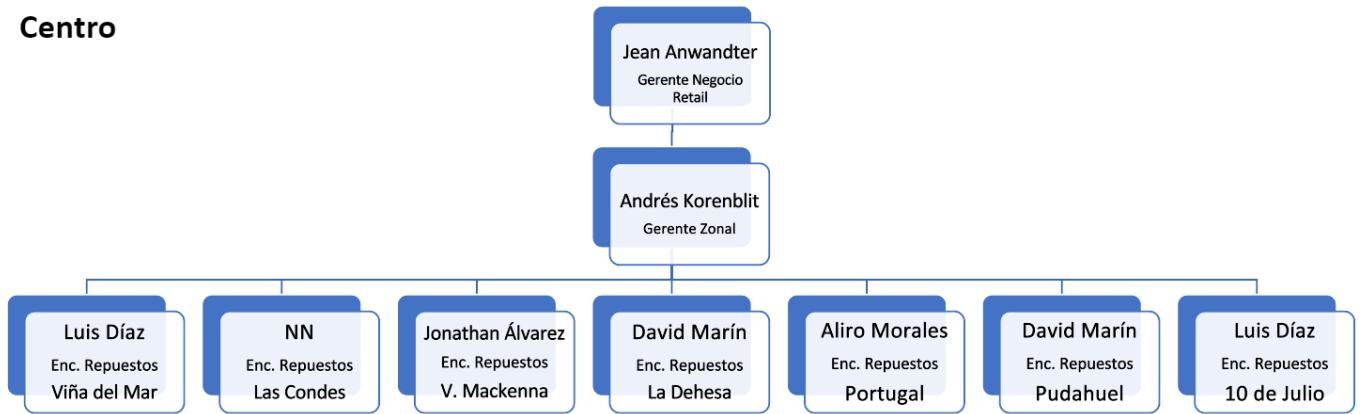 Centro
Jean Anwandter
Gerente Negocio
Retail
Andrés Korenblit
Gerente Zonal
Luis Díaz
Enc. Repuestos
Viña del Mar
NN
Enc. Repuestos
Las Condes
Jonathan Álvarez
Enc. Repuestos
V. Mackenna
David Marín
Enc. Repuestos
La Dehesa
Aliro Morales
Enc. Repuestos
Portugal
David Marín
Enc. Repuestos
Pudahuel
Luis Díaz
Enc. Repuestos
10 de Julio